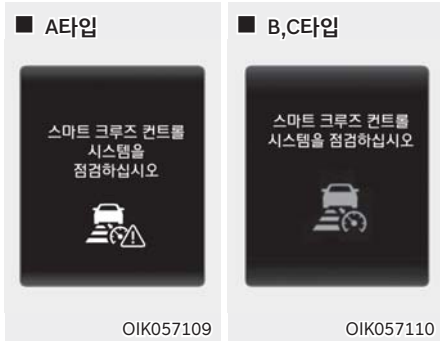 ■ A타입
스마트 크루즈 컨트롤
시스템을
점검하십시오
OIK057109
■ B,C타입
스마트 크루즈 컨트롤
시스템을 점검하십시오
OIK057110